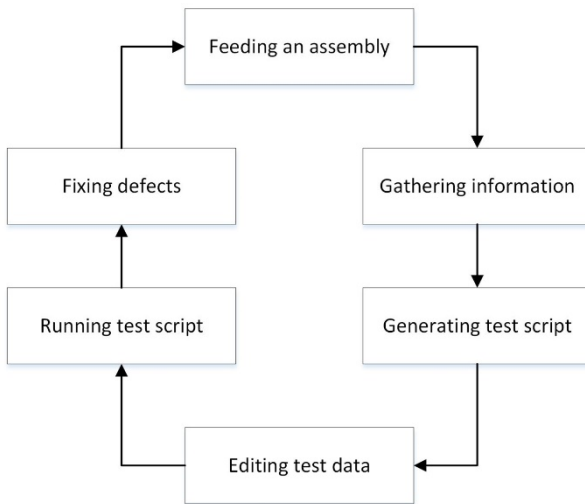 Feeding an assembly
Fixing defects
Gathering information
Running test script
Generating test script
Editing test data